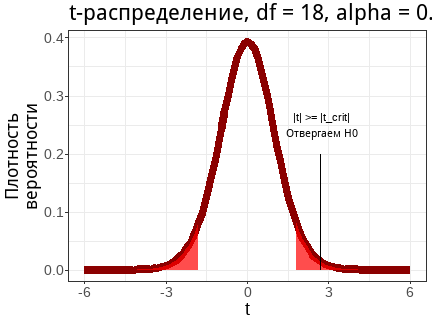 t-распределение, df = 18, alpha = 0.
0.4
0.3
0.2
0.1
0.0
Плотность
вероятности
|t| >= |t_crit|
Отвергаем H0
-6
-3
0
3
6
t